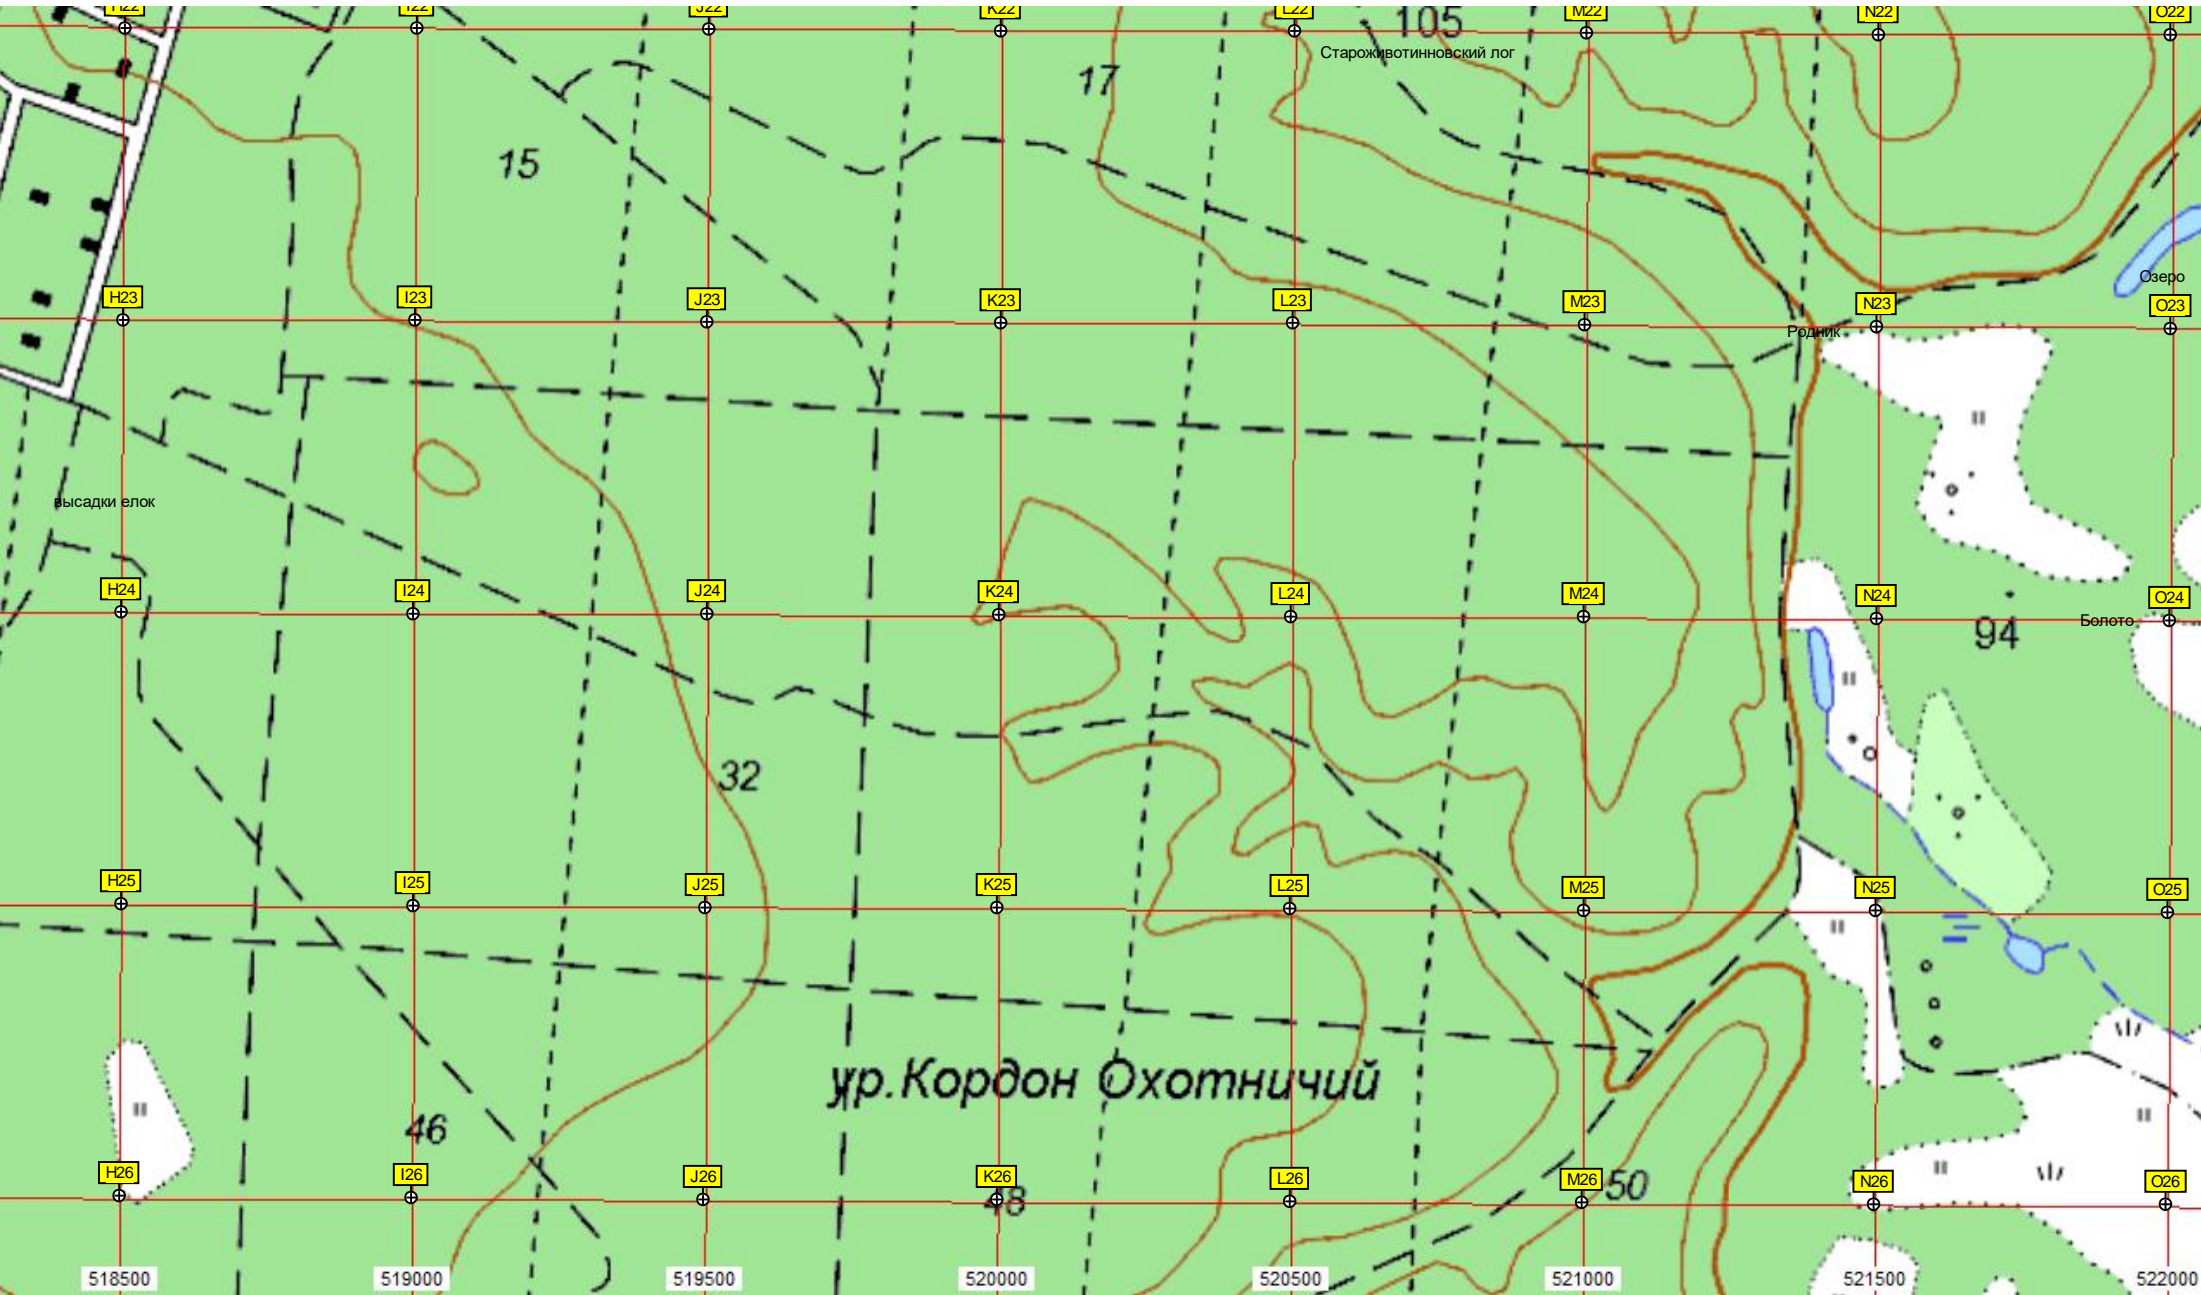 H22 I22 J22 K22 L22 M22 N22 O22
105
Староживотинновский лог
17
15
Озеро
H23 I23 J23 K23 L23 M23 N23 O23
Родник
высадки елок
H24 I24 J24 K24 L24 M24 N24 O24
94
Болото
32
H25 I25 J25 K25 L25 M25 N25 O25
ур.Кордон Охотничий
46
H26 I26 J26 K26 L26 M26 N26 O26
50
48
518500 519000 519500 520000 520500 521000 521500 522000